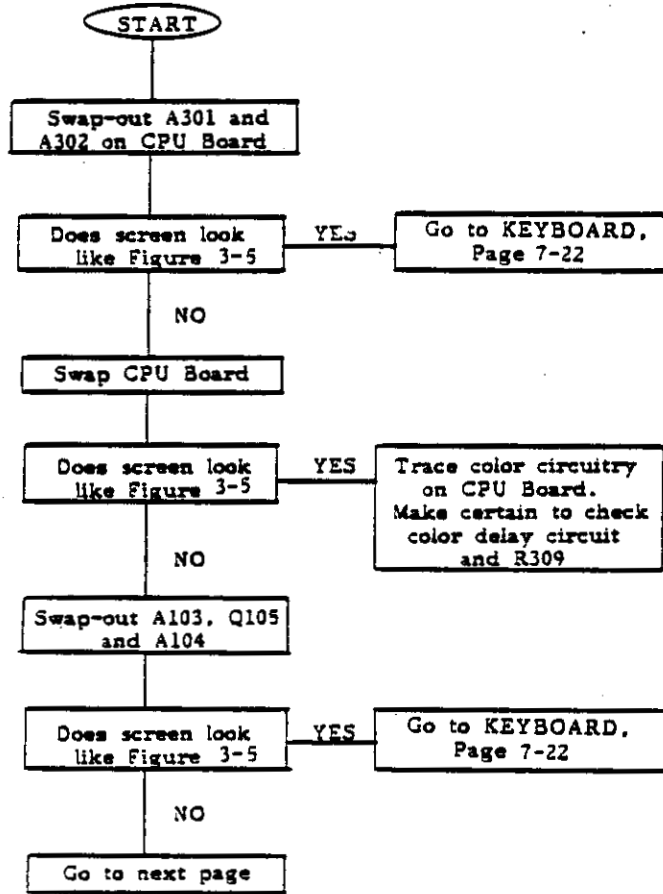 START
Swap-out A301 and
A302 on CPU Board
Does screen look
like Figure 3-5
YES
Go to KEYBOARD,
Page 7-22
NO
Swap CPU Board
Does screen look
like Figure 3-5
YES
Trace color circuitry
on CPU Board.
Make certain to check
color delay circuit
and R309
NO
Swap-out A103, Q105
and A104
Does screen look
like Figure 3-5
YES
Go to KEYBOARD,
Page 7-22
NO
Go to next page